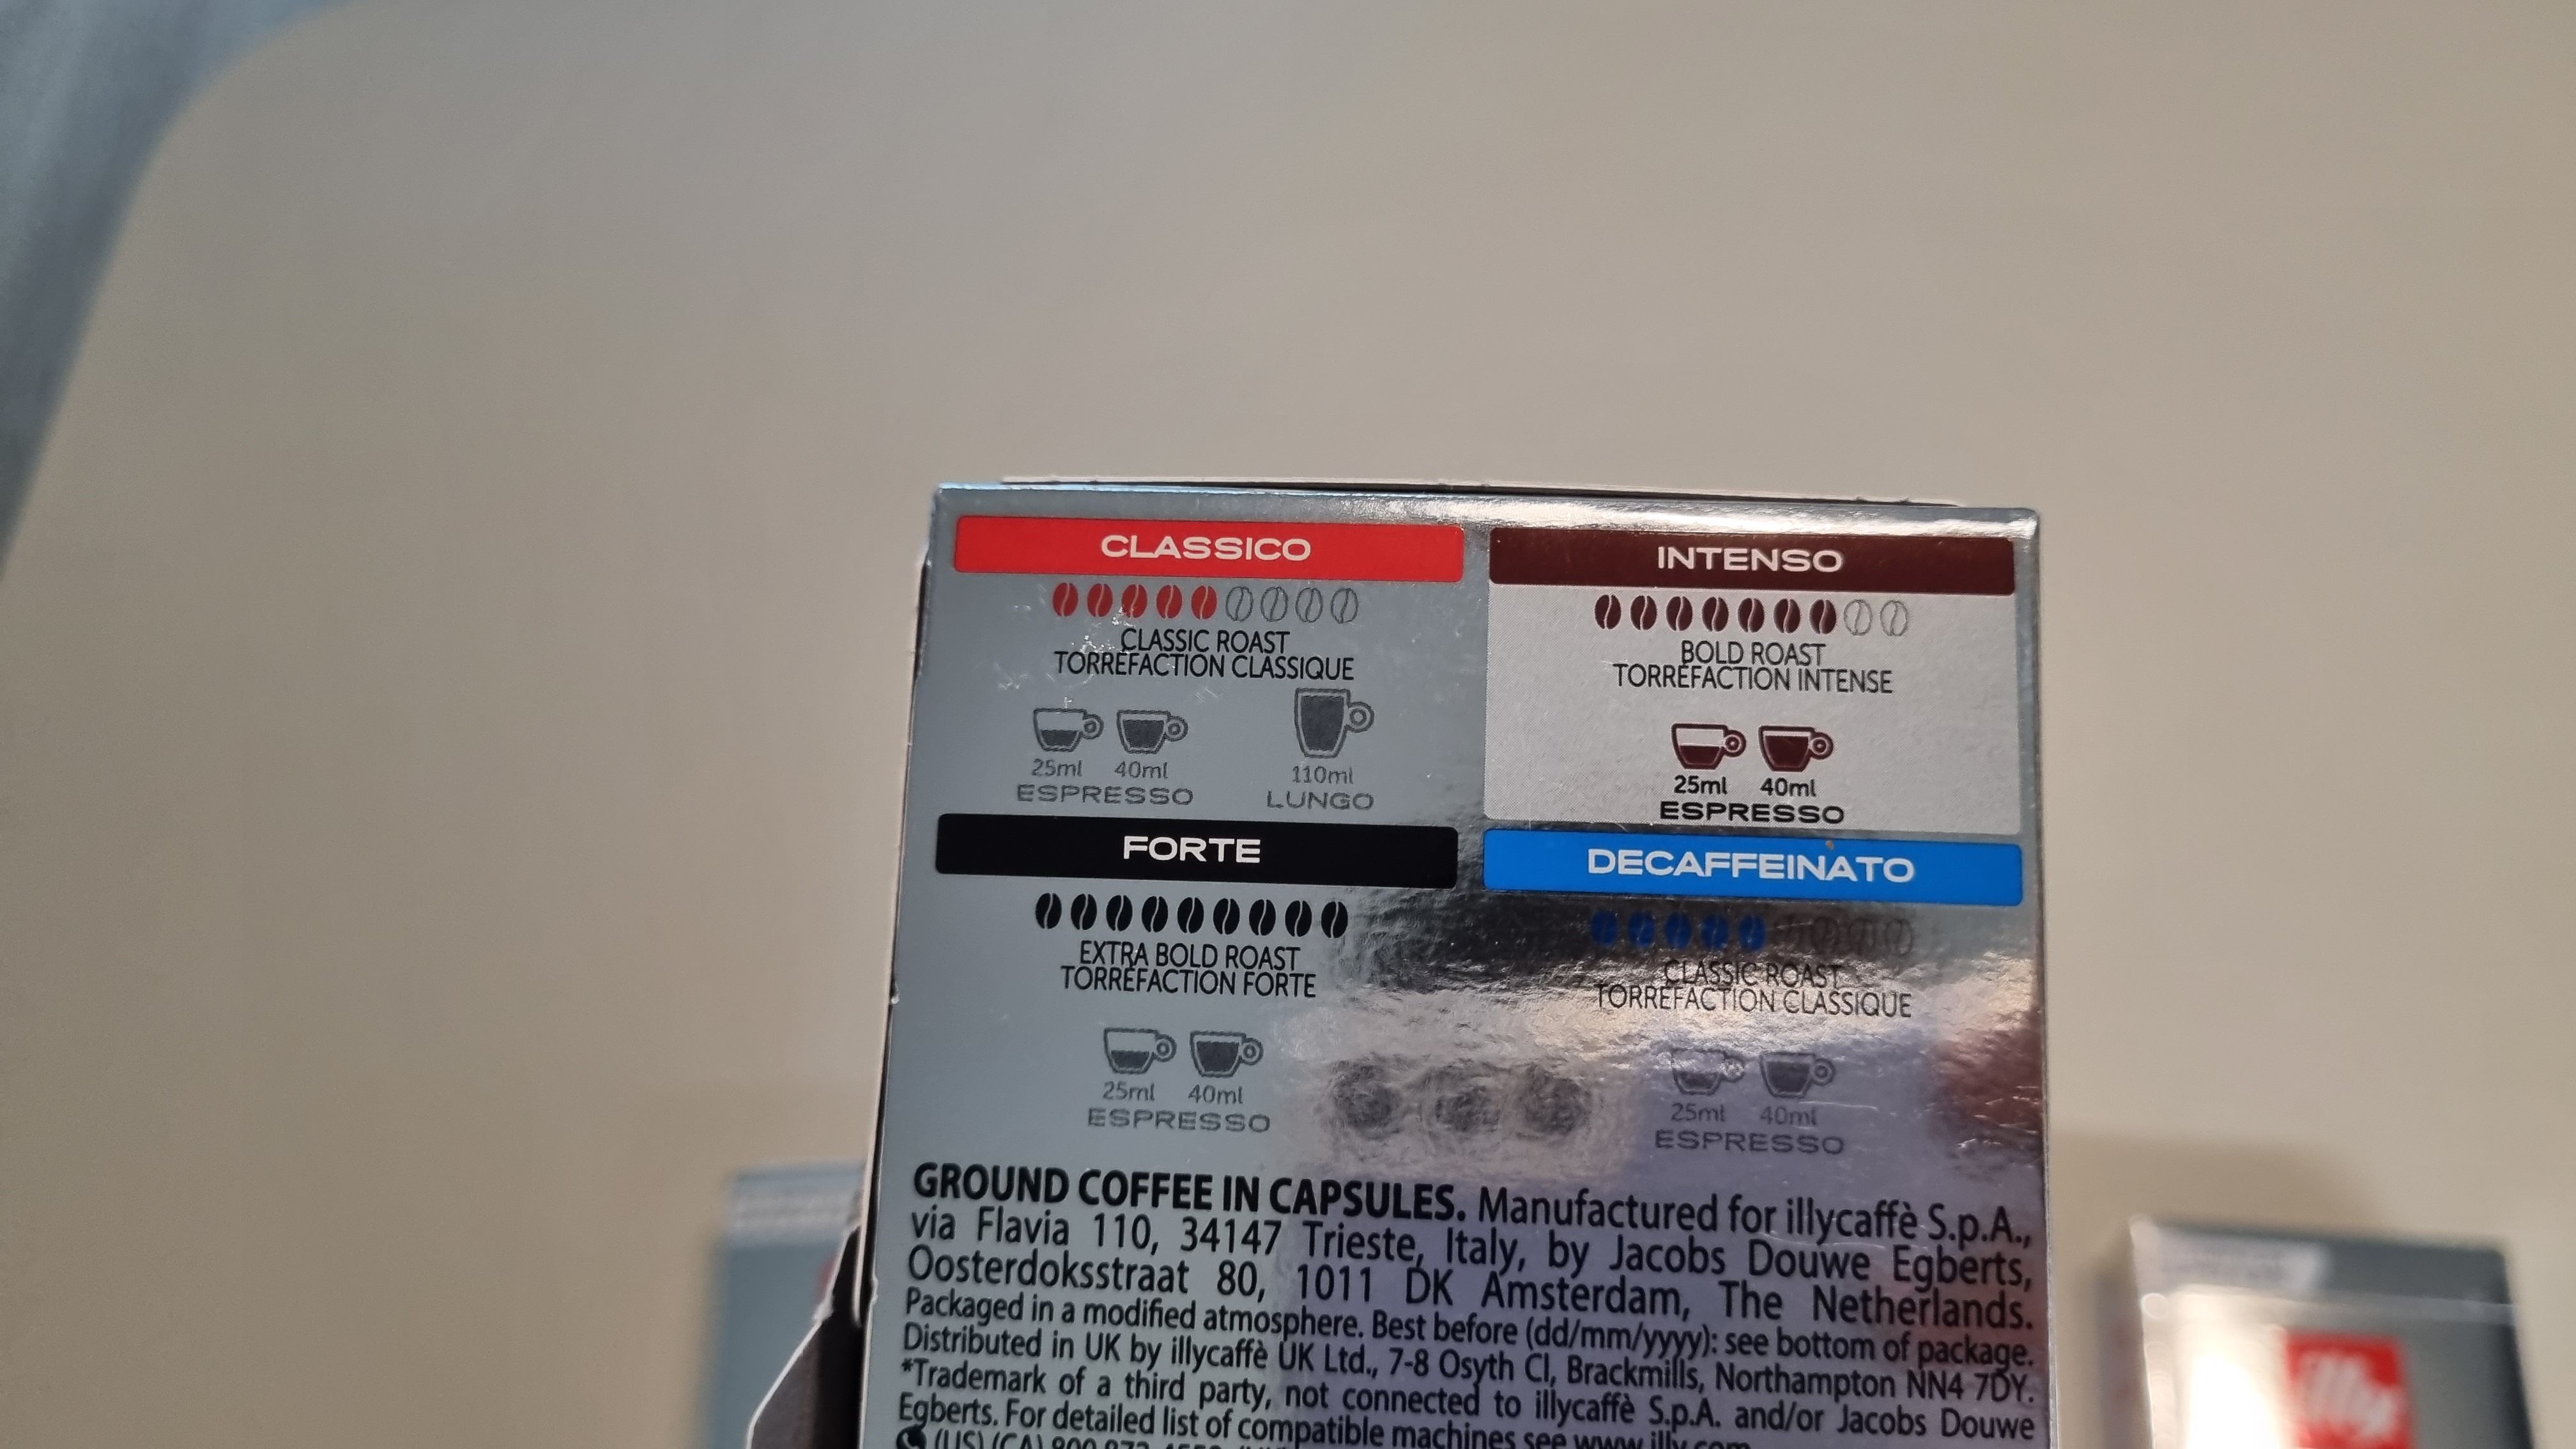 CLASSICO
CLASSIC ROAST
TORRÉFACTION CLASSIQUE
25ml 40ml 110ml
ESPRESSO LUNGO
INTENSO
BOLD ROAST
TORRÉFACTION INTENSE
25ml 40ml
ESPRESSO
FORTE
EXTRA BOLD ROAST
TORRÉFACTION FORTE
25ml 40ml
ESPRESSO
DECAFFEINATO
CLASSIC ROAST
TORRÉFACTION CLASSIQUE
25ml 40ml
ESPRESSO
GROUND COFFEE IN CAPSULES. Manufactured for illycaffè S.p.A.,
via Flavia 110, 34147 Trieste, Italy, by Jacobs Douwe Egberts,
Oosterdoksstraat 80, 1011 DK Amsterdam, The Netherlands.
Packaged in a modified atmosphere. Best before (dd/mm/yyyy): see bottom of package.
Distributed in UK by illycaffè UK Ltd., 7-8 Osyth Cl, Brackmills, Northampton NN4 7DY.
*Trademark of a third party, not connected to illycaffè S.p.A. and/or Jacobs Douwe
Egberts. For detailed list of compatible machines see www.illy.com
(US) (CA) 800
illy